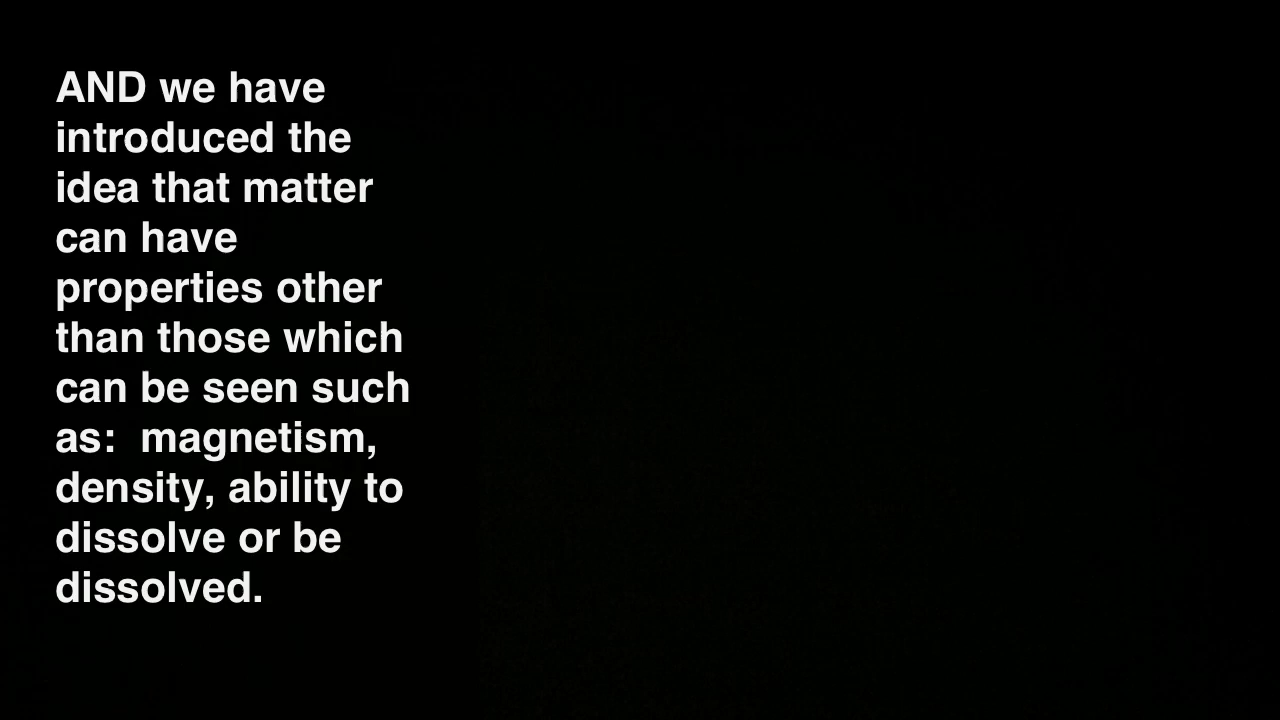 AND we have
introduced the
idea that matter
can have
properties other
than those which
can be seen such
as:  magnetism,
density, ability to
dissolve or be
dissolved.